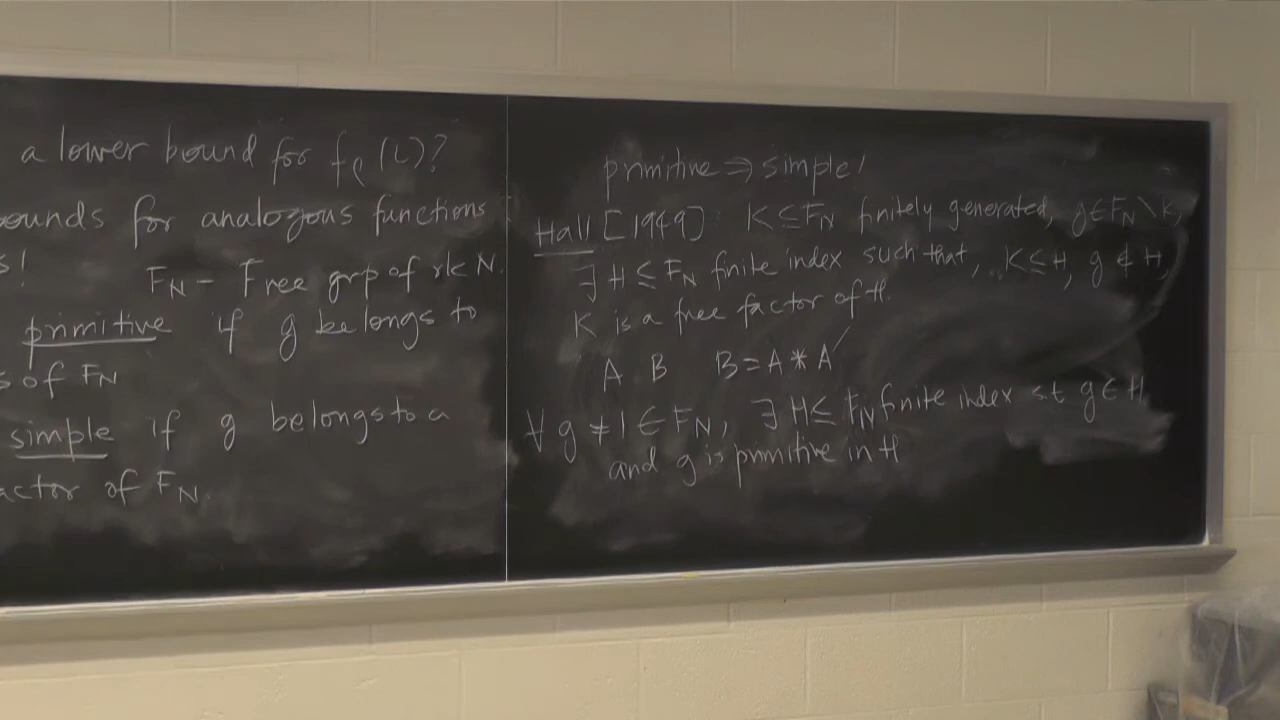 a lower bound for fₑ(L)?
ounds for analogous functions
s!
F_N - Free grp of rk N.
primitive if g belongs to
s of F_N
simple if g belongs to a
actor of F_N.
primitive ⇒ simple!
Hall [1949] : K ≤ F_N finitely generated, g ∈ F_N \ K,
∃ H ≤ F_N finite index such that, K ≤ H, g ∉ H,
K is a free factor of H.
A B B = A * A'
∀ g ≠ 1 ∈ F_N, ∃ H ≤ F_N finite index s.t g ∈ H
and g is primitive in H